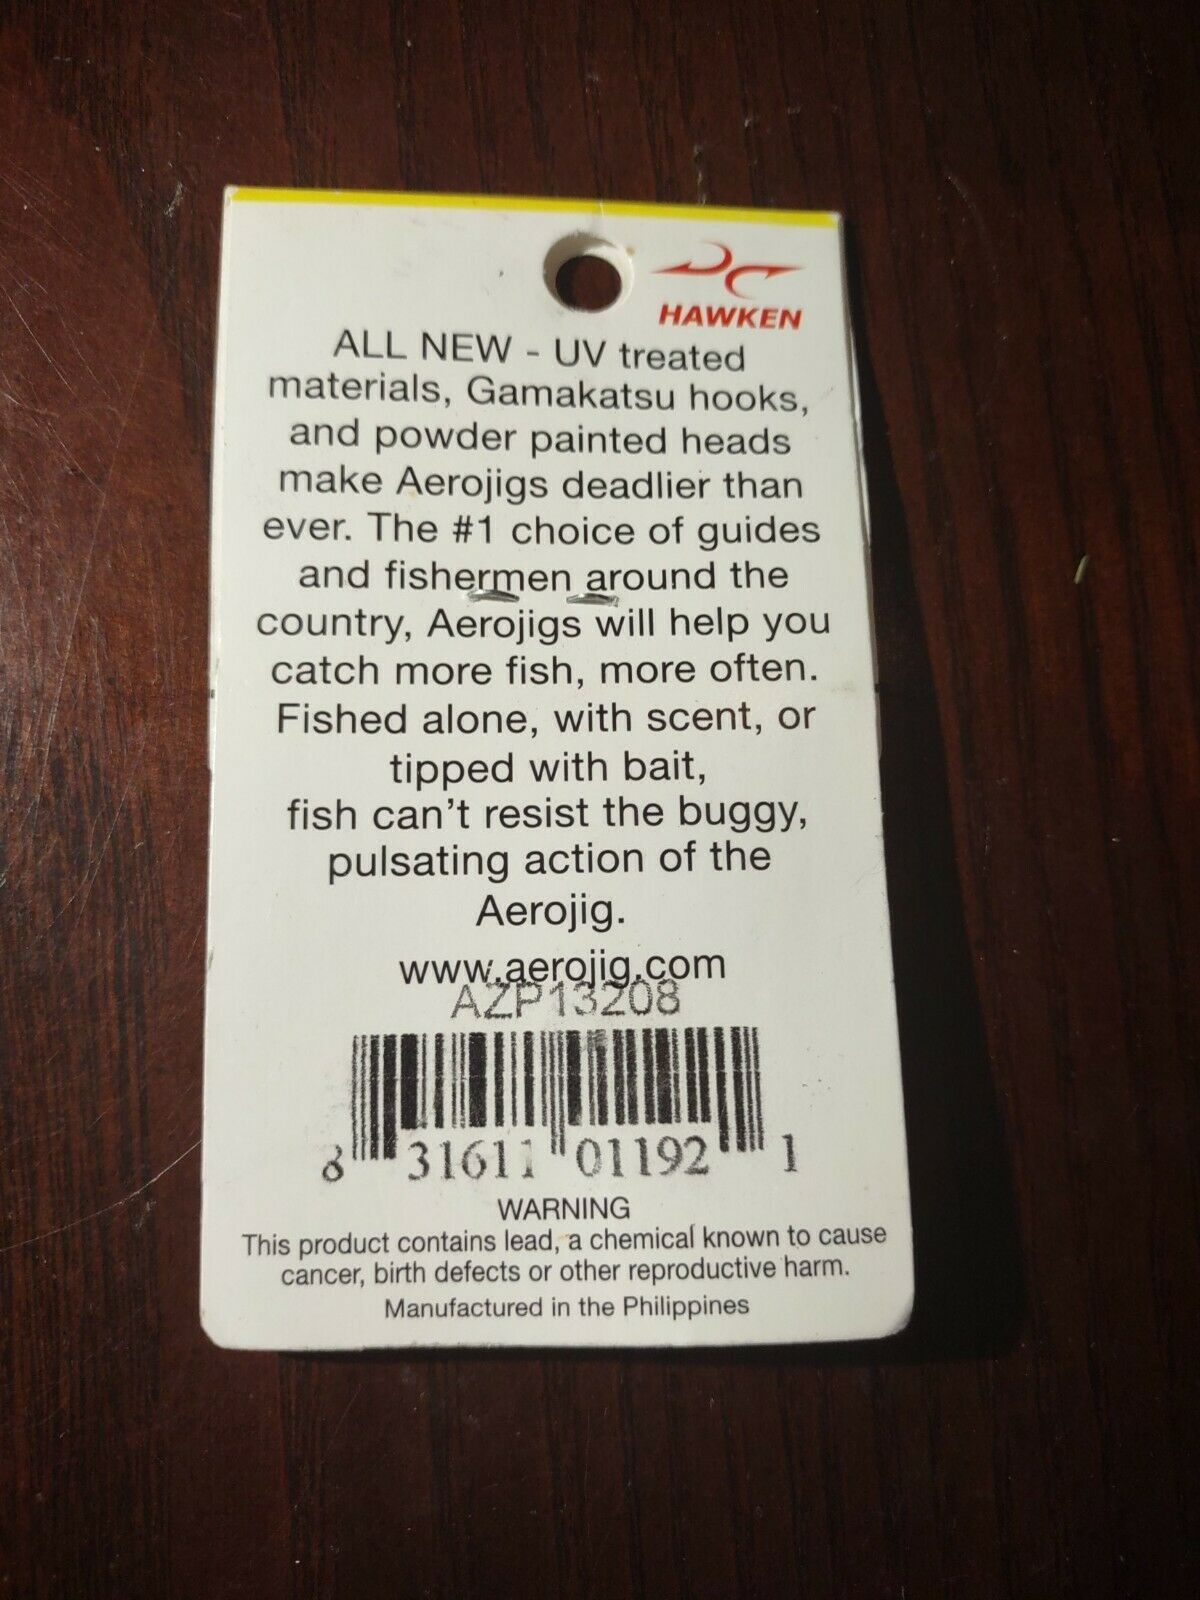 HAWKEN
ALL NEW - UV treated
materials, Gamakatsu hooks,
and powder painted heads
make Aerojigs deadlier than
ever. The #1 choice of guides
and fishermen around the
country, Aerojigs will help you
catch more fish, more often.
Fished alone, with scent, or
tipped with bait,
fish can't resist the buggy,
pulsating action of the
Aerojig.
www.aerojig.com
AZP13208
8 31611 01192 1
WARNING
This product contains lead, a chemical known to cause
cancer, birth defects or other reproductive harm.
Manufactured in the Philippines